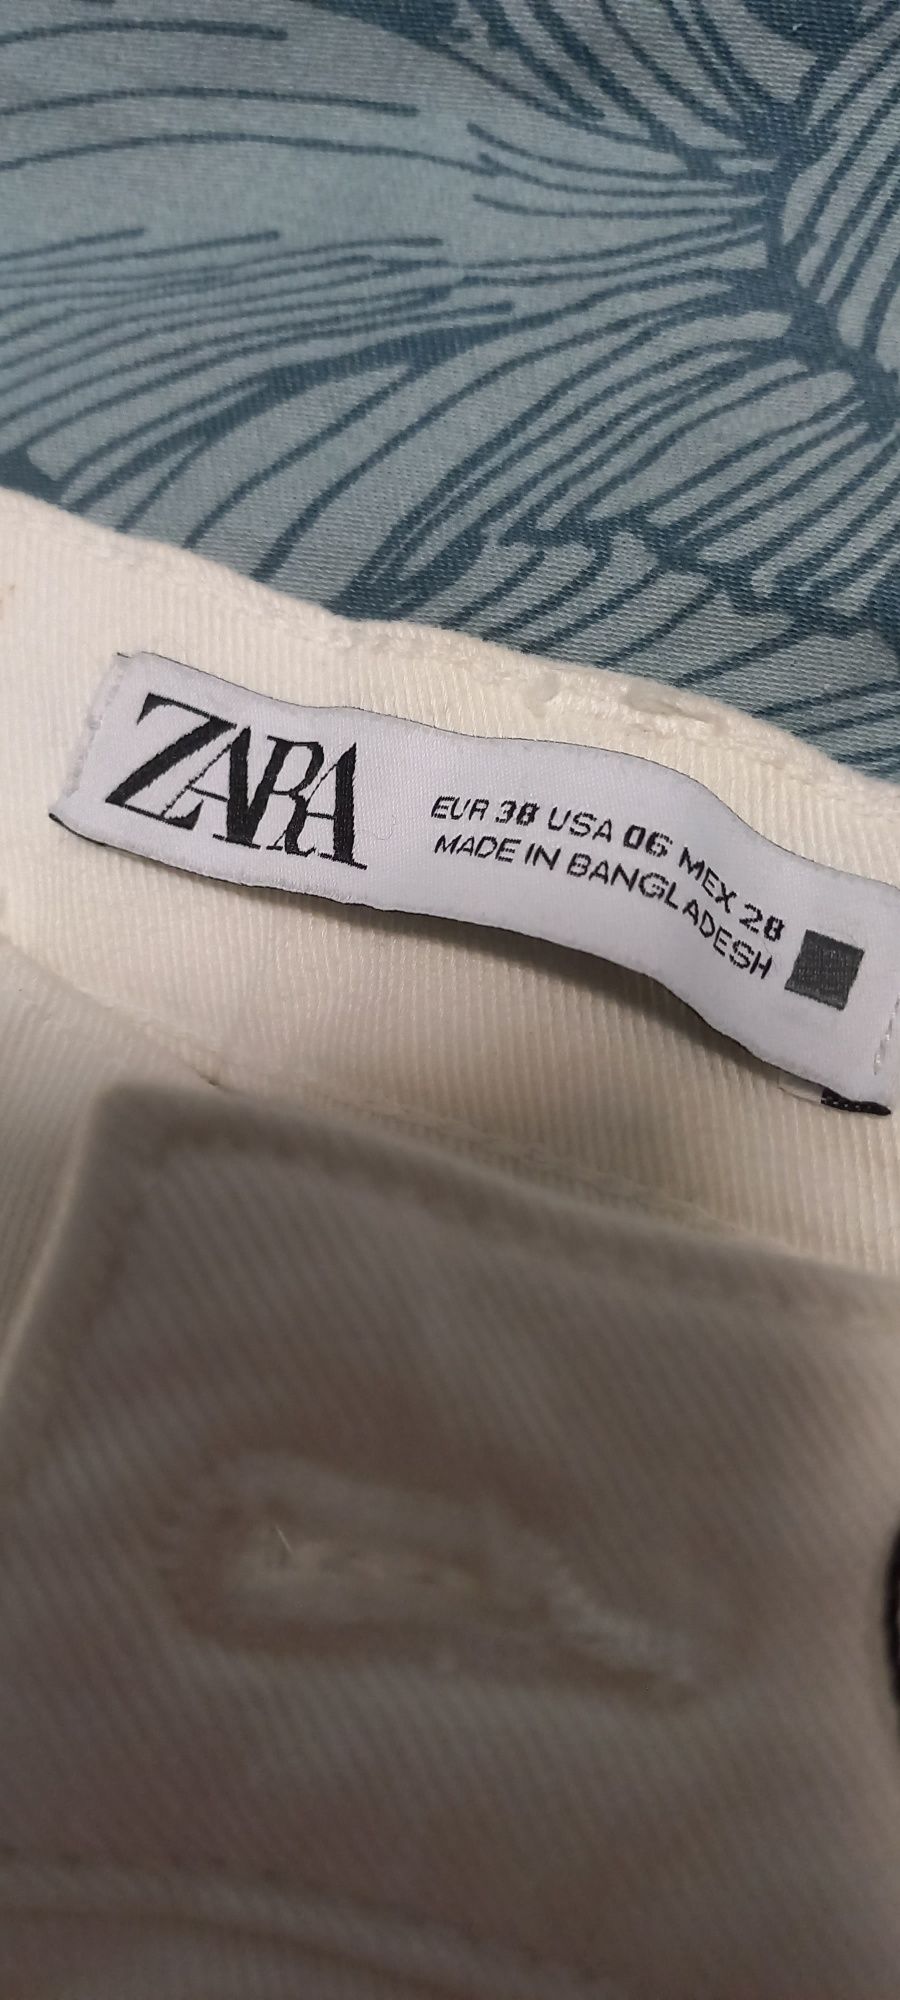 ZARA
EUR 38 USA 06 MEX 28
MADE IN BANGLADESH